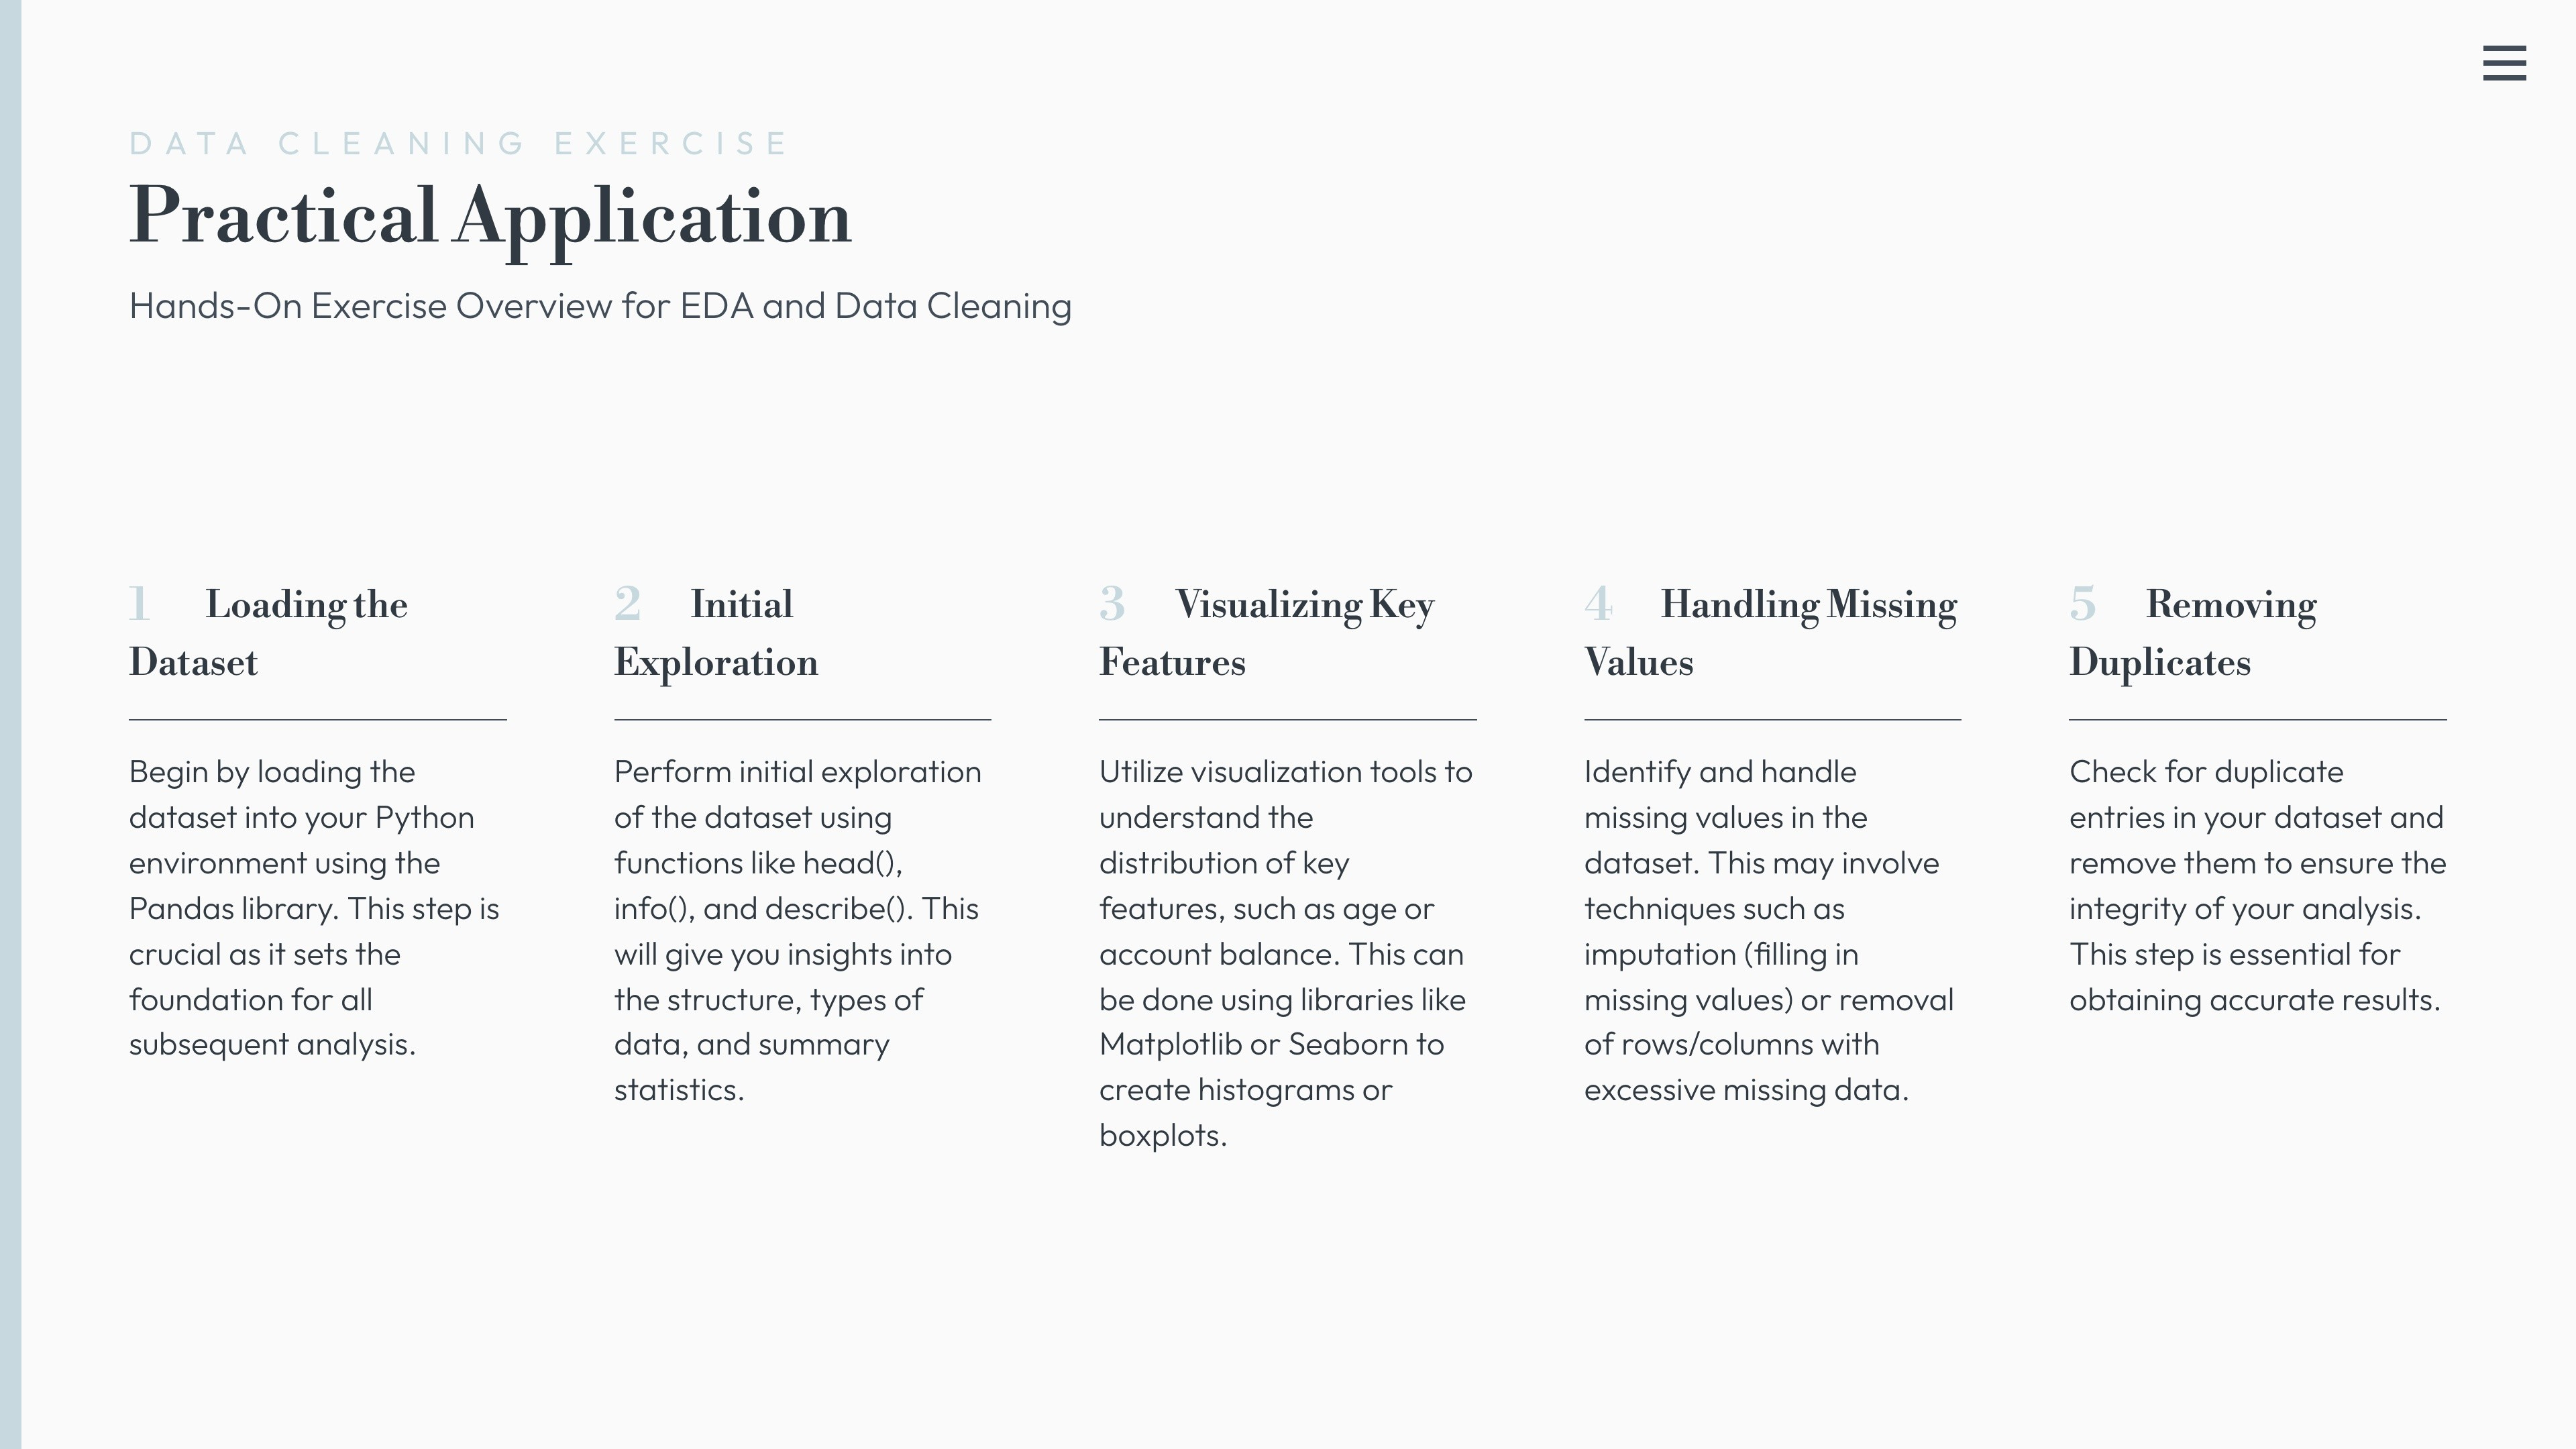 DATA CLEANING EXERCISE
Practical Application
Hands-On Exercise Overview for EDA and Data Cleaning
1 Loading the
Dataset
Begin by loading the
dataset into your Python
environment using the
Pandas library. This step is
crucial as it sets the
foundation for all
subsequent analysis.
2 Initial
Exploration
Perform initial exploration
of the dataset using
functions like head(),
info(), and describe(). This
will give you insights into
the structure, types of
data, and summary
statistics.
3 Visualizing Key
Features
Utilize visualization tools to
understand the
distribution of key
features, such as age or
account balance. This can
be done using libraries like
Matplotlib or Seaborn to
create histograms or
boxplots.
4 Handling Missing
Values
Identify and handle
missing values in the
dataset. This may involve
techniques such as
imputation (filling in
missing values) or removal
of rows/columns with
excessive missing data.
5 Removing
Duplicates
Check for duplicate
entries in your dataset and
remove them to ensure the
integrity of your analysis.
This step is essential for
obtaining accurate results.